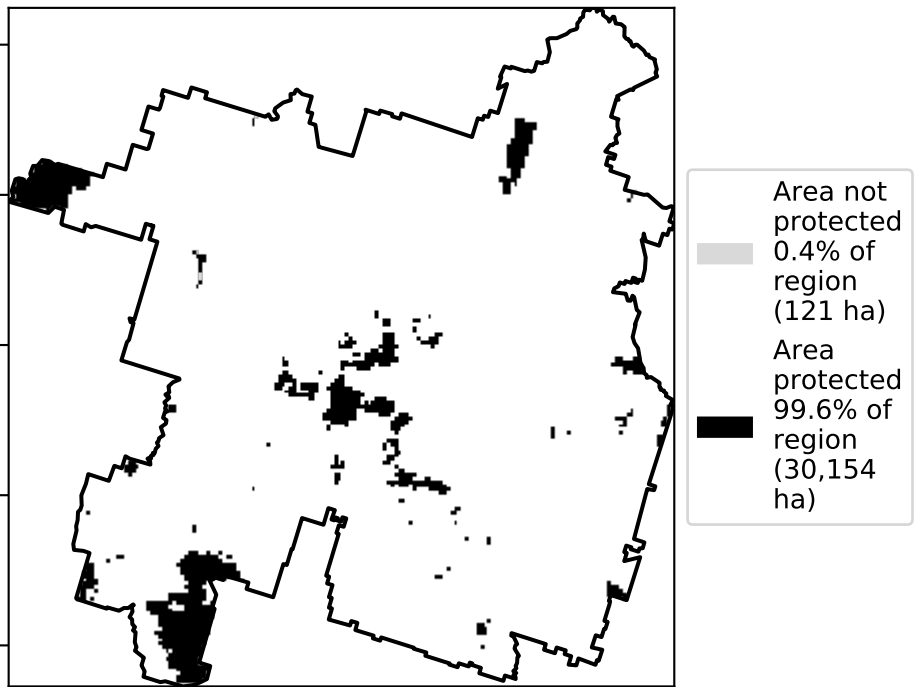 Area not
protected
0.4% of
region
(121 ha)
Area
protected
99.6% of
region
(30,154
ha)